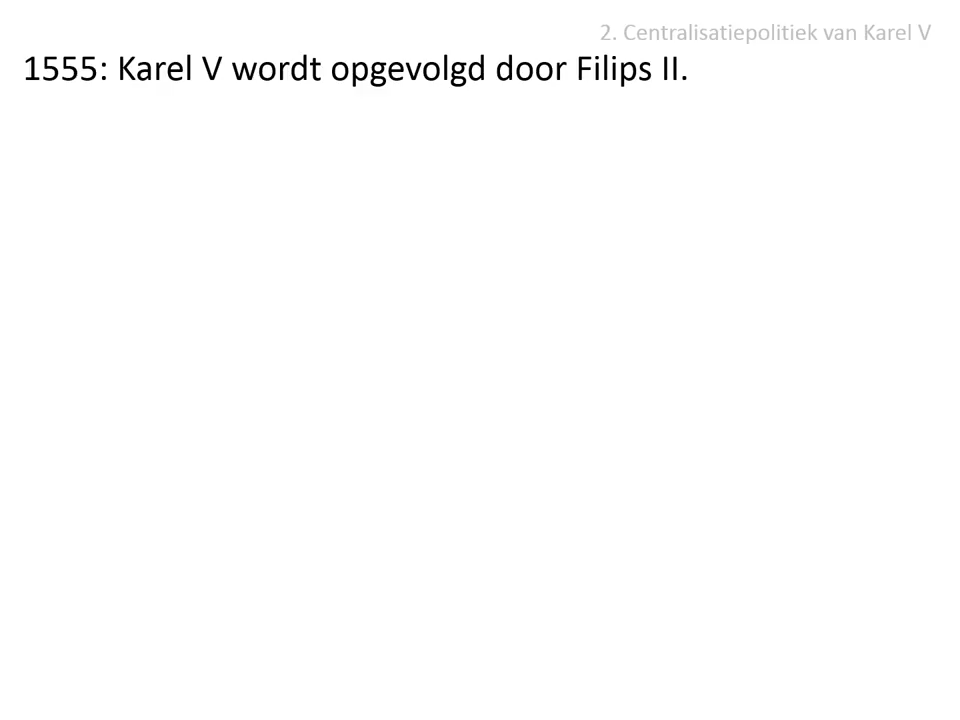 2. Centralisatiepolitiek van Karel V
1555: Karel V wordt opgevolgd door Filips II.